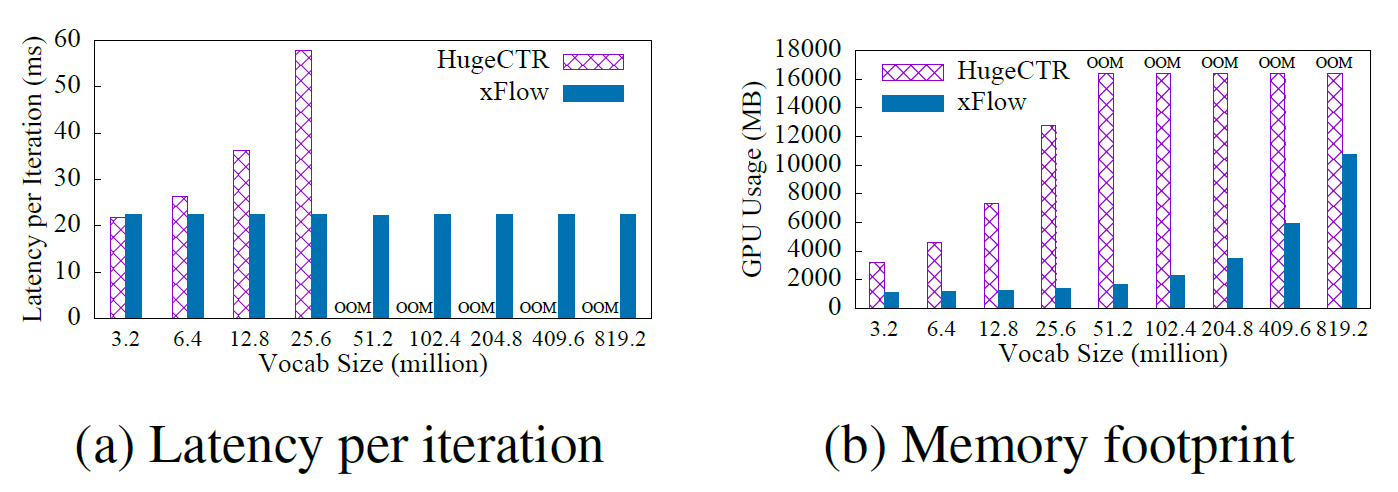 Latency per Iteration (ms)
60
50
40
30
20
10
0
HugeCTR
xFlow
OOM OOM OOM OOM OOM
3.2 6.4 12.8 25.6 51.2 102.4 204.8 409.6 819.2
Vocab Size (million)
(a) Latency per iteration
GPU Usage (MB)
18000
16000
14000
12000
10000
8000
6000
4000
2000
0
HugeCTR
xFlow
OOM OOM OOM OOM OOM
3.2 6.4 12.8 25.6 51.2 102.4 204.8 409.6 819.2
Vocab Size (million)
(b) Memory footprint